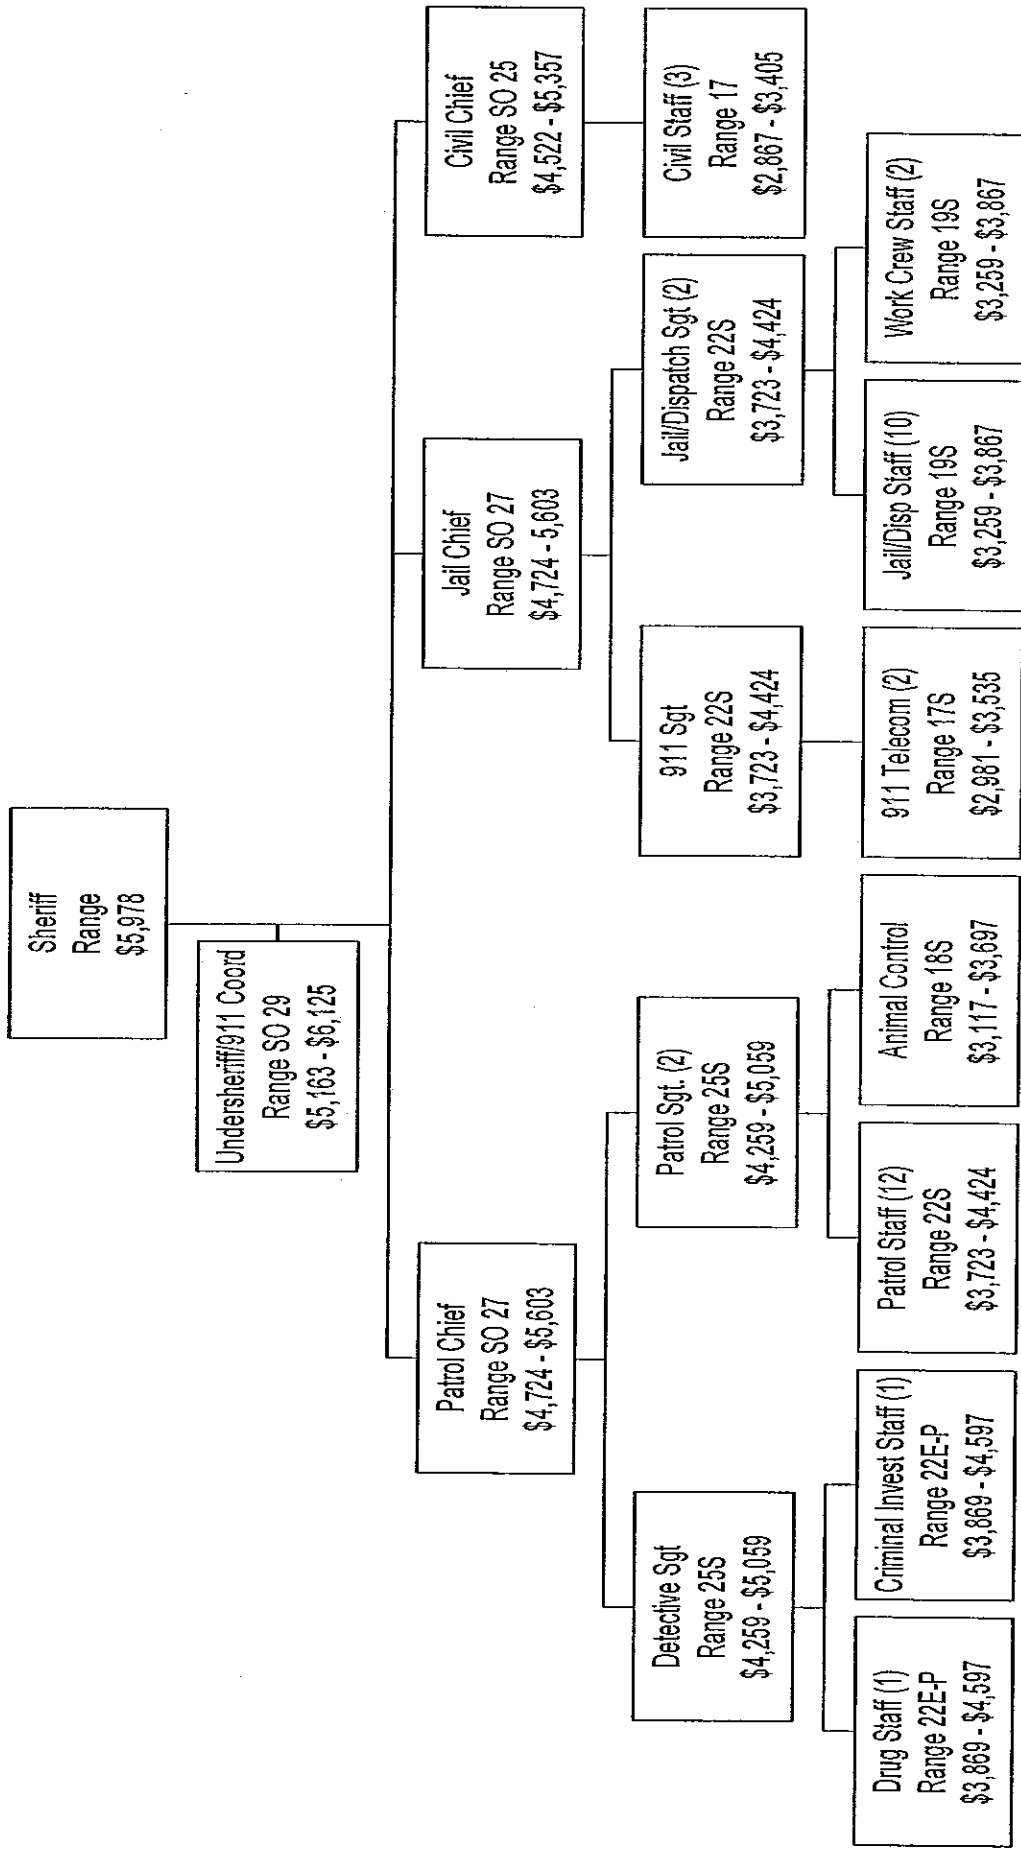 Sheriff
Range
$5,978
Undersheriff/911 Coord
Range SO 29
$5,163 - $6,125
Patrol Chief
Range SO 27
$4,724 - $5,603
Jail Chief
Range SO 27
$4,724 - 5,603
Civil Chief
Range SO 25
$4,522 - $5,357
Detective Sgt
Range 25S
$4,259 - $5,059
Patrol Sgt. (2)
Range 25S
$4,259 - $5,059
911 Sgt
Range 22S
$3,723 - $4,424
Jail/Dispatch Sgt (2)
Range 22S
$3,723 - $4,424
Civil Staff (3)
Range 17
$2,867 - $3,405
Drug Staff (1)
Range 22E-P
$3,869 - $4,597
Criminal Invest Staff (1)
Range 22E-P
$3,869 - $4,597
Patrol Staff (12)
Range 22S
$3,723 - $4,424
Animal Control
Range 18S
$3,117 - $3,697
911 Telecom (2)
Range 17S
$2,981 - $3,535
Jail/Disp Staff (10)
Range 19S
$3,259 - $3,867
Work Crew Staff (2)
Range 19S
$3,259 - $3,867